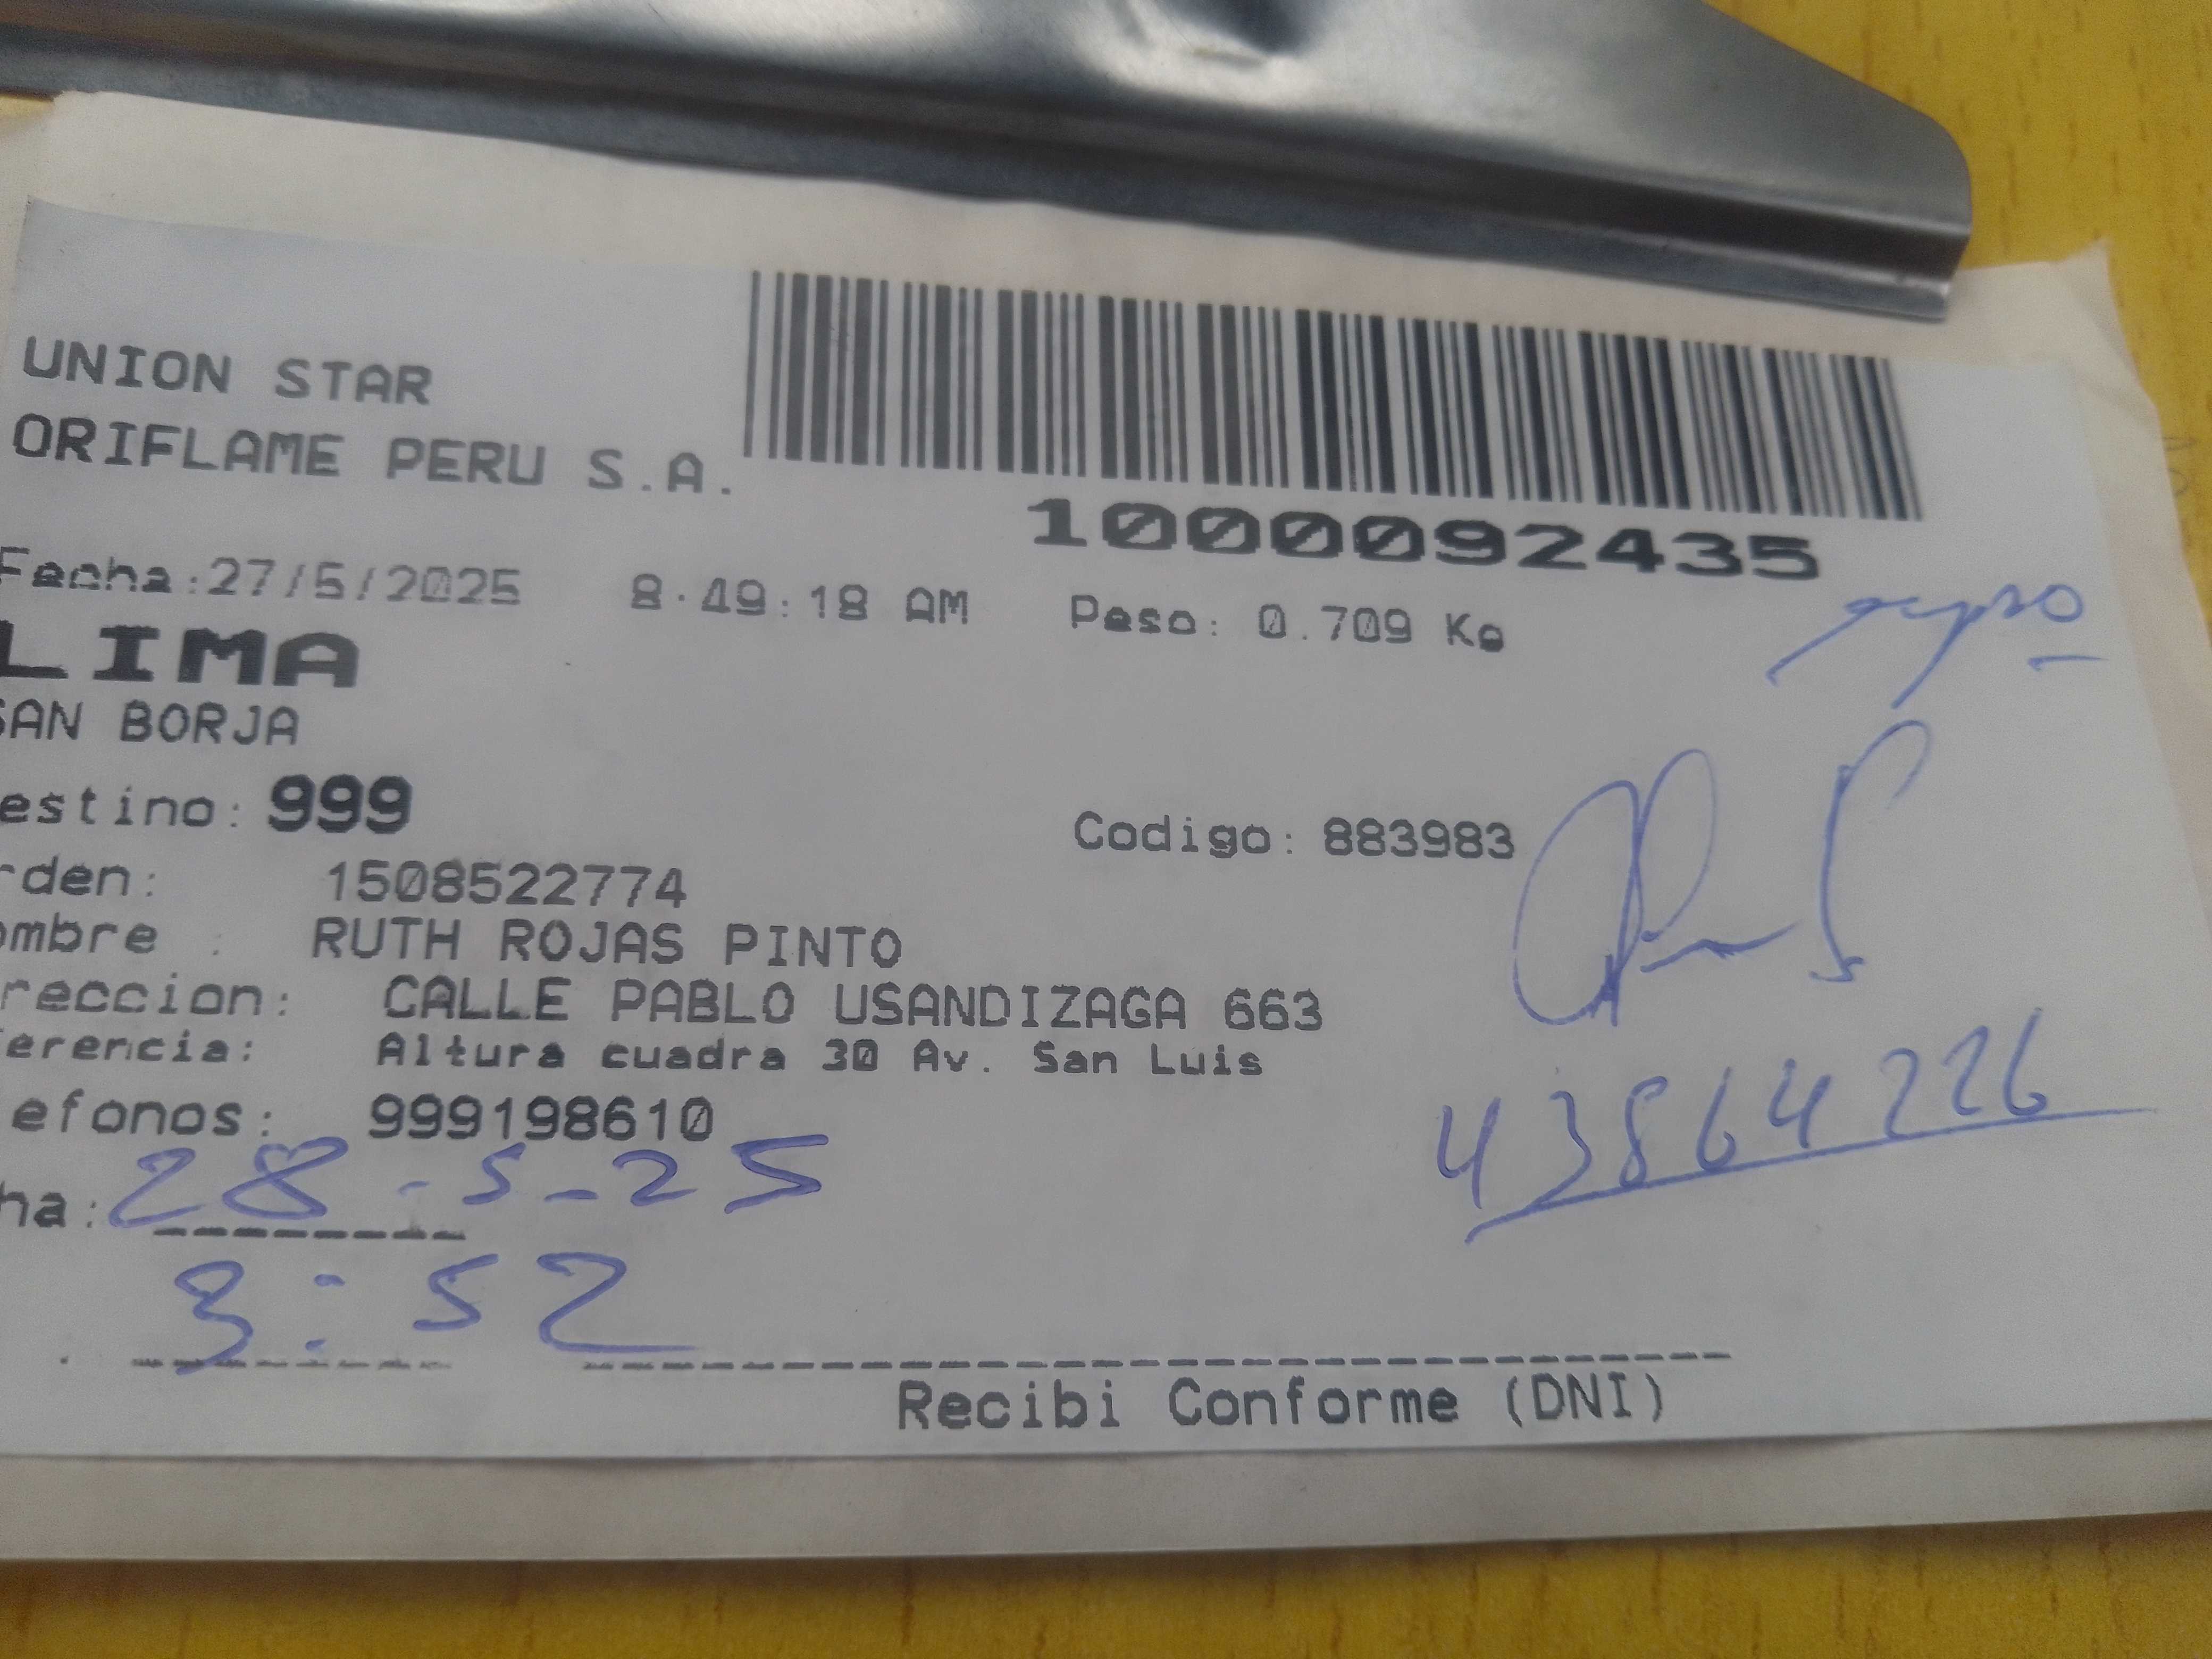 UNION STAR
ORIFLAME PERU S.A.
1000092435
Fecha:27/5/2025 8:49:18 AM Peso: 0.709 Kg
LIMA
SAN BORJA
estino: 999 Codigo: 883983
rden: 1508522774
ombre : RUTH ROJAS PINTO
reccion: CALLE PABLO USANDIZAGA 663
erencia: Altura cuadra 30 Av. San Luis
efonos: 999198610
43864226
ha: 28-5-25
3:52
Recibi Conforme (DNI)